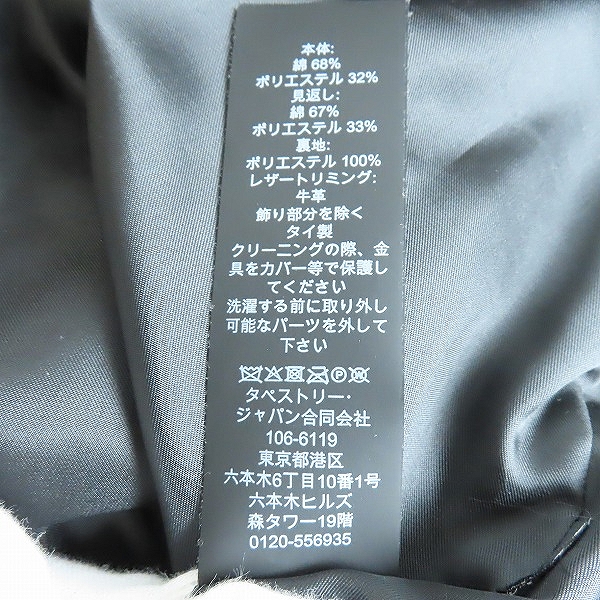 本体:
綿 68%
ポリエステル 32%
見返し:
綿 67%
ポリエステル 33%
裏地:
ポリエステル 100%
レザートリミング:
牛革
飾り部分を除く
タイ製
クリーニングの際、金
具をカバー等で保護し
てください
洗濯する前に取り外し
可能なパーツを外して
下さい
タペストリー・
ジャパン合同会社
106-6119
東京都港区
六本木6丁目10番1号
六本木ヒルズ
森タワー19階
0120-556935